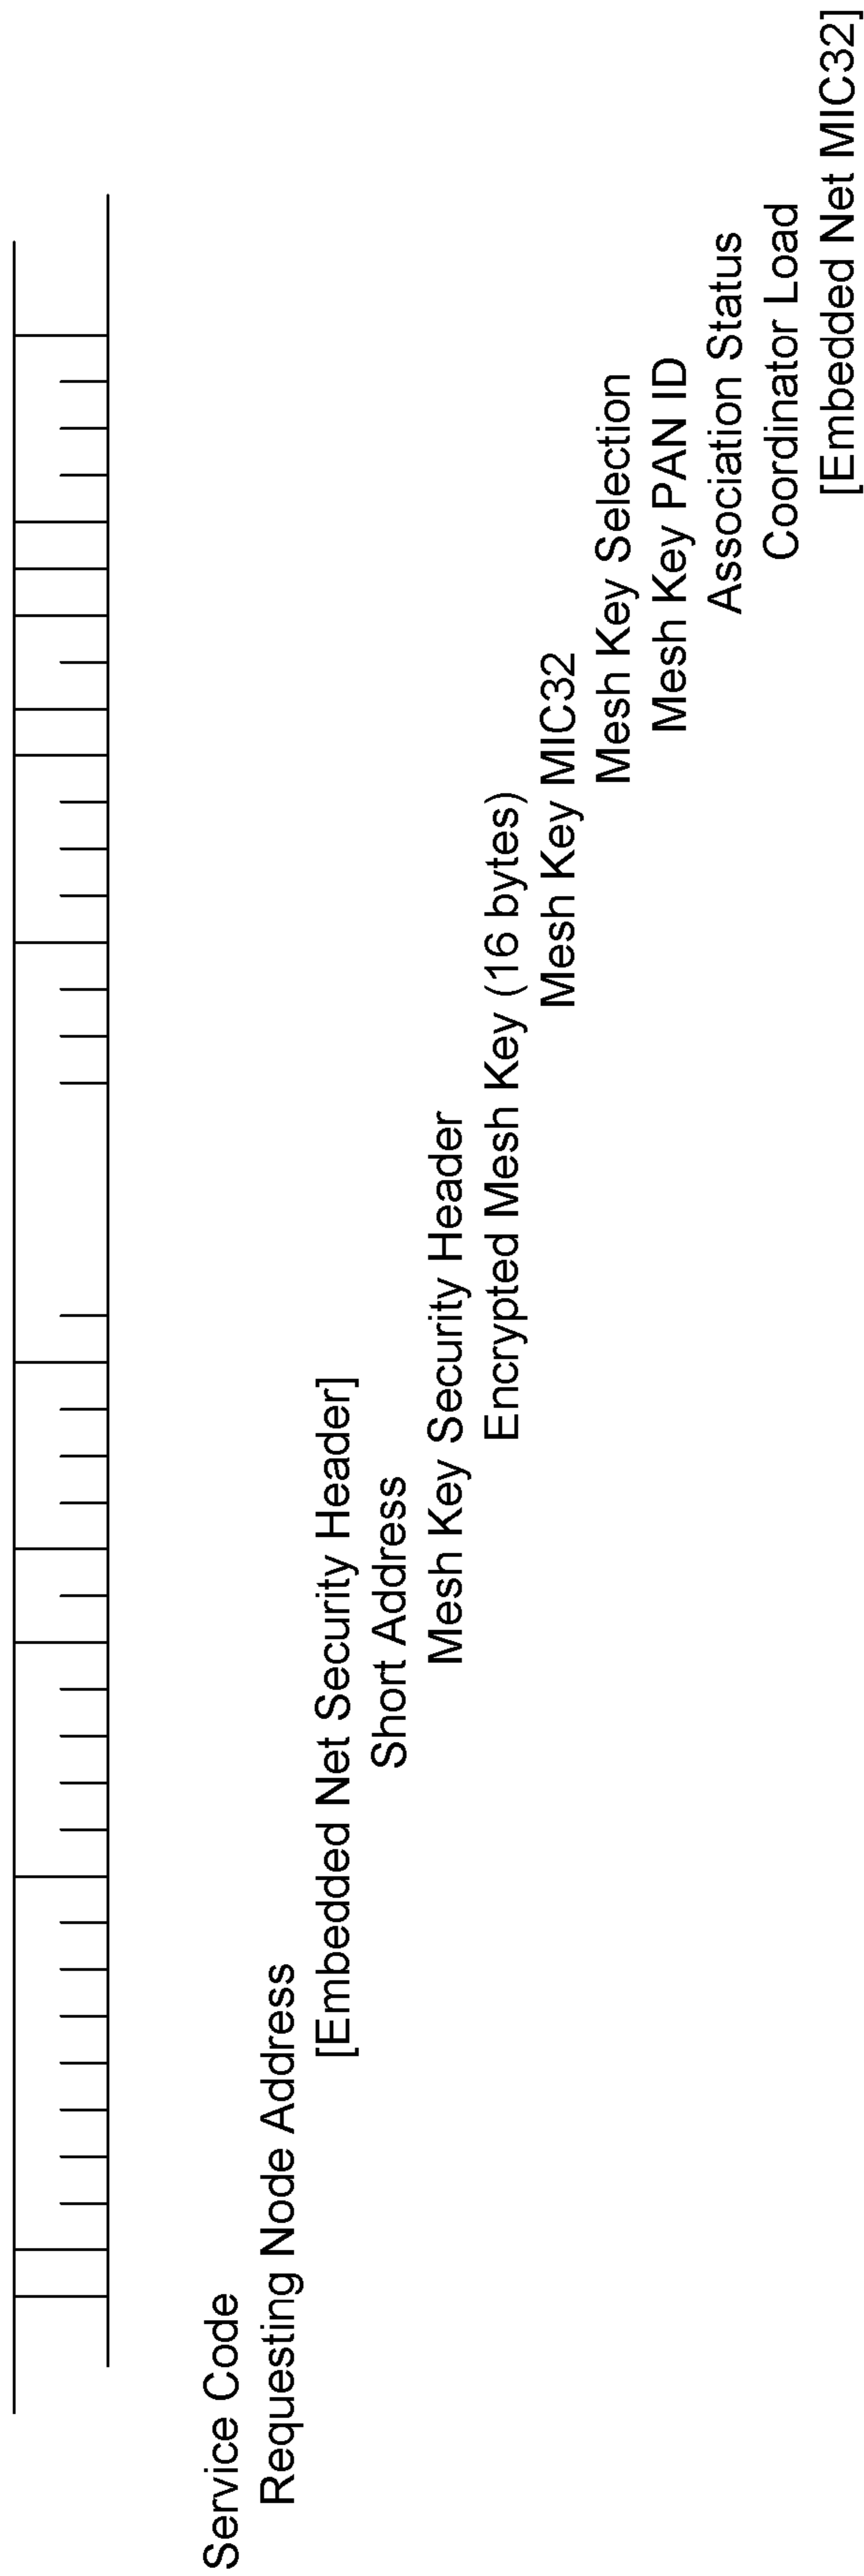 Service Code
Requesting Node Address
[Embedded Net Security Header]
Short Address
Mesh Key Security Header
Encrypted Mesh Key (16 bytes)
Mesh Key MIC32
Mesh Key Selection
Mesh Key PAN ID
Association Status
Coordinator Load
[Embedded Net MIC32]